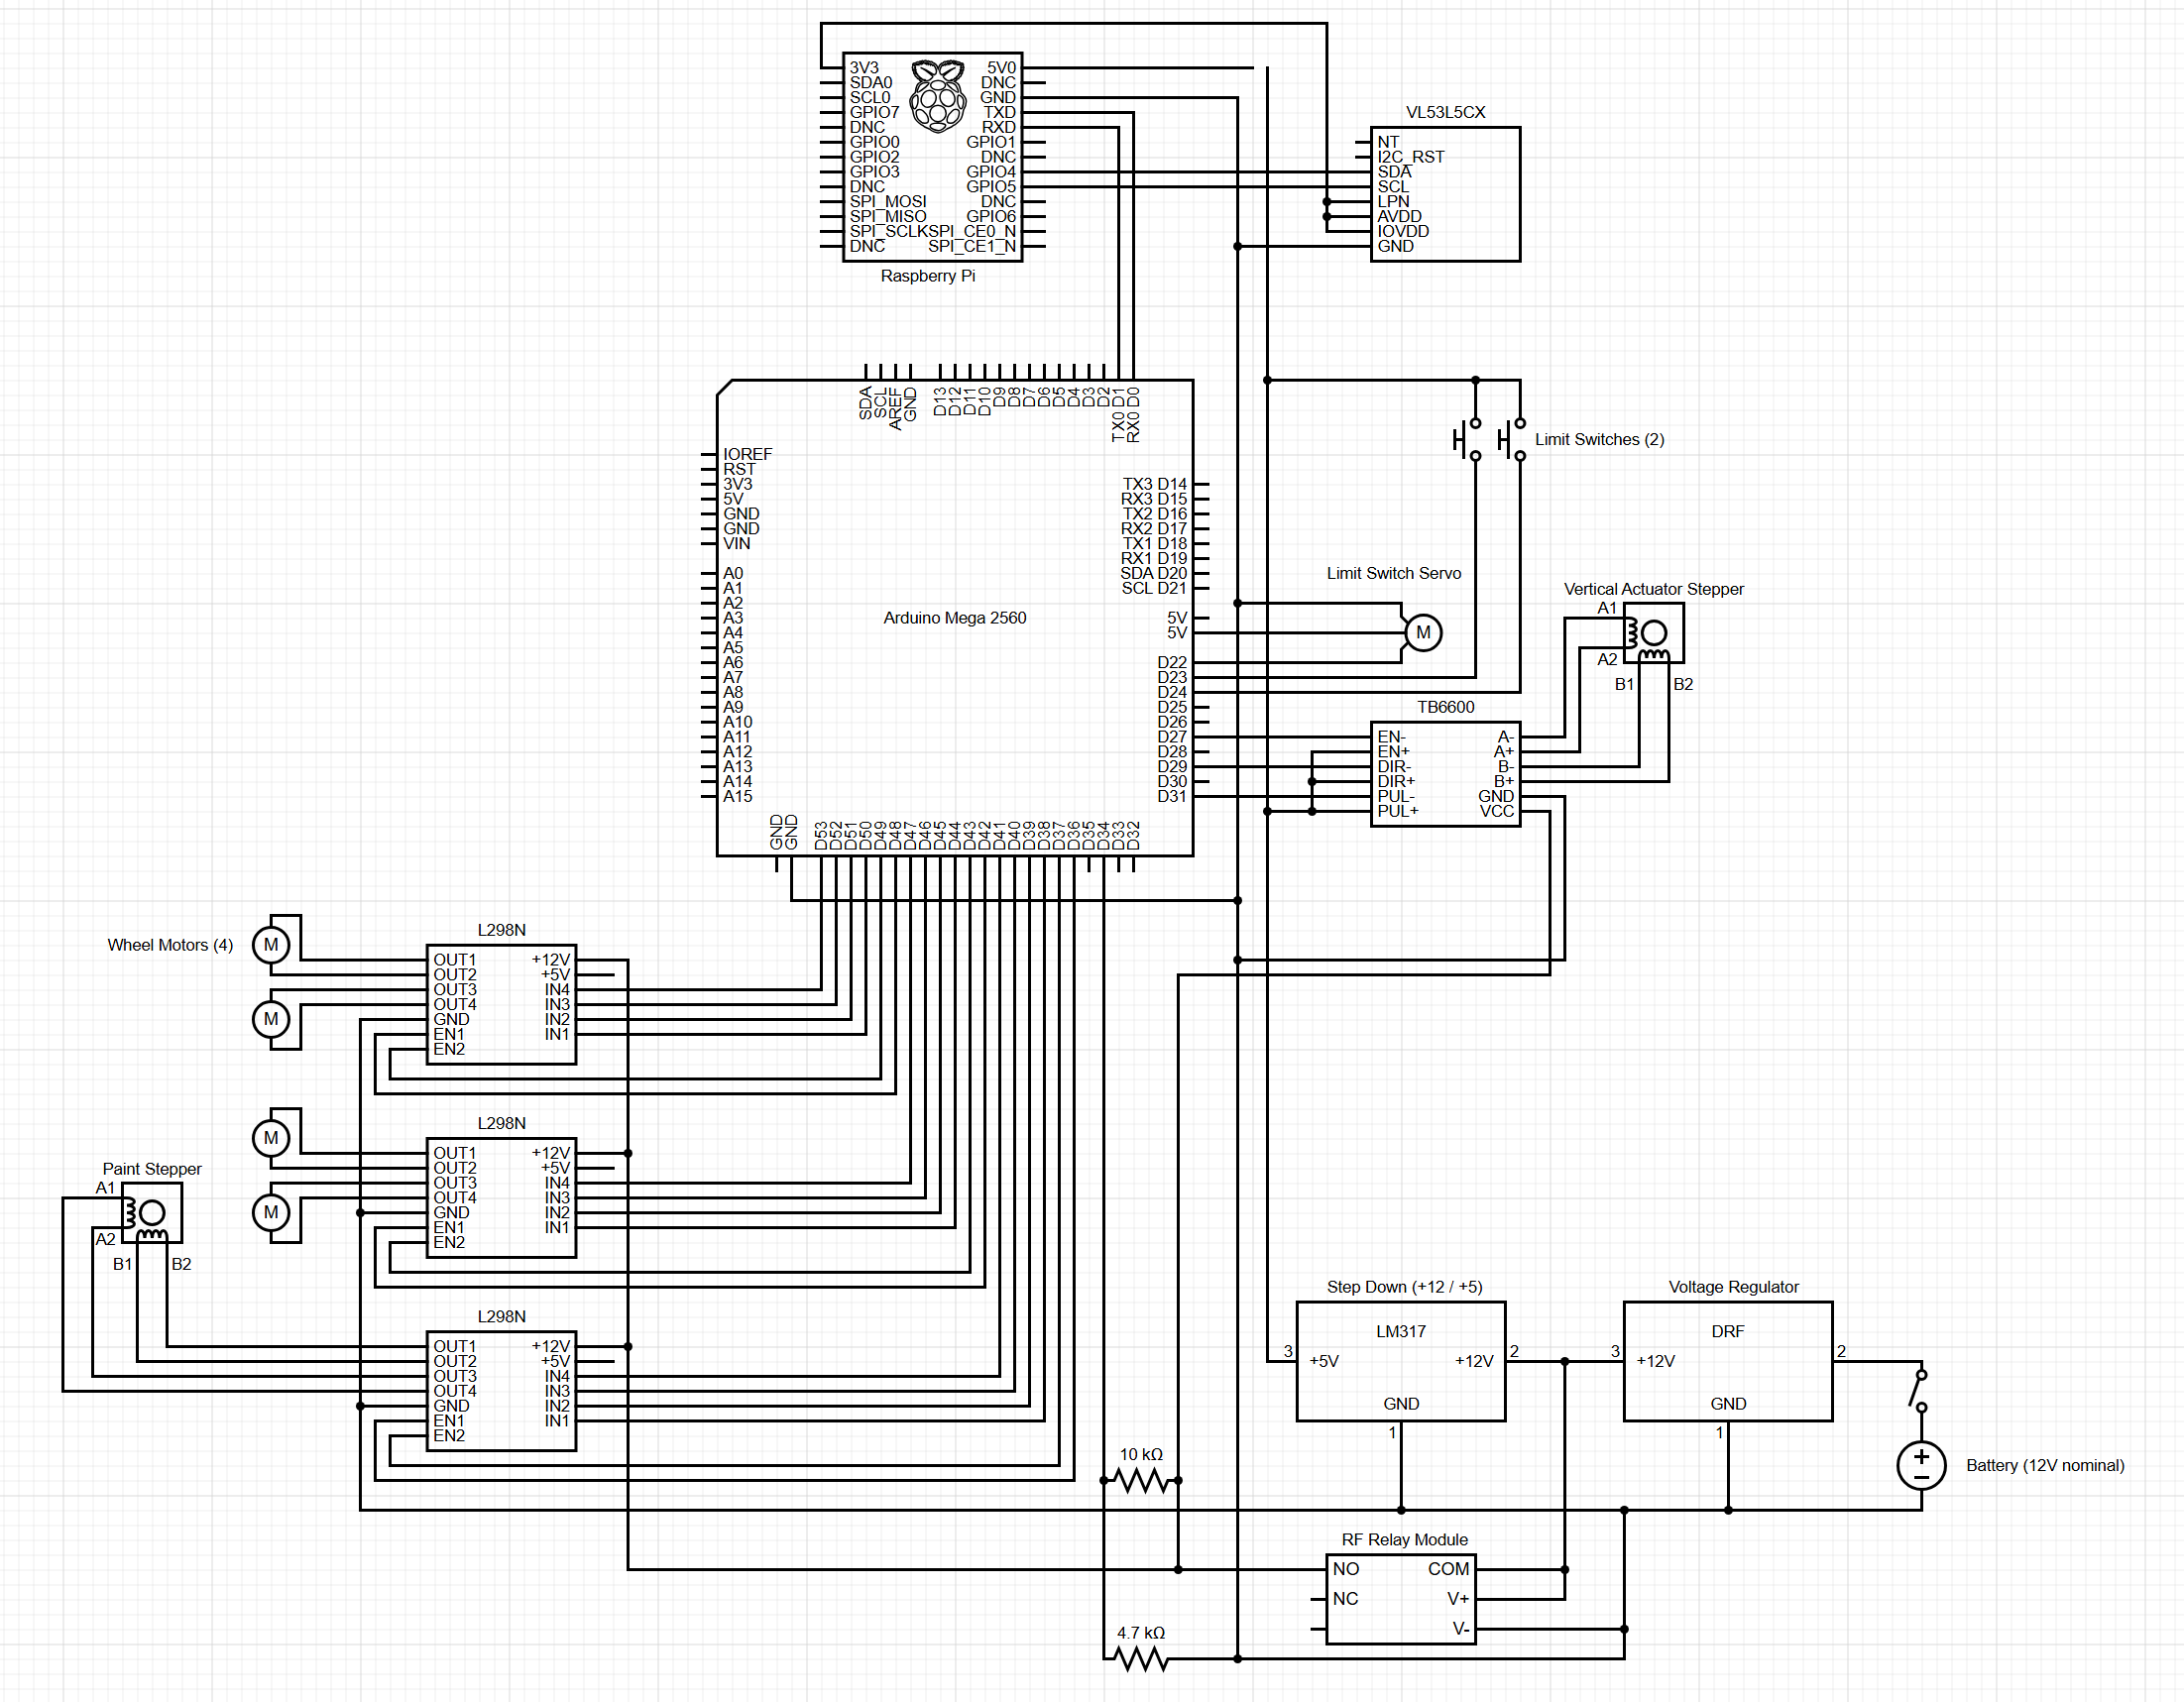 3V3
SDA0
SCL0
GPIO7
DNC
GPIO0
GPIO2
GPIO3
DNC
SPI_MOSI
SPI_MISO
SPI_SCLK
DNC
5V0
DNC
GND
TXD
RXD
GPIO1
DNC
GPIO4
GPIO5
DNC
GPIO6
SPI_CE0_N
SPI_CE1_N
Raspberry Pi
VL53L5CX
NT
I2C_RST
SDA
SCL
LPN
AVDD
IOVDD
GND
SDA
SCL
AREF
GND
D13
D12
D11
D10
D9
D8
D7
D6
D5
D4
D3
D2
TX0 D1
RX0 D0
IOREF
RST
3V3
5V
GND
GND
VIN
A0
A1
A2
A3
A4
A5
A6
A7
A8
A9
A10
A11
A12
A13
A14
A15
Arduino Mega 2560
TX3 D14
RX3 D15
TX2 D16
RX2 D17
TX1 D18
RX1 D19
SDA D20
SCL D21
5V
5V
D22
D23
D24
D25
D26
D27
D28
D29
D30
D31
GND
GND
D53
D52
D51
D50
D49
D48
D47
D46
D45
D44
D43
D42
D41
D40
D39
D38
D37
D36
D35
D34
D33
D32
Limit Switches (2)
Limit Switch Servo
M
Vertical Actuator Stepper
A1
A2
B1
B2
TB6600
EN-
EN+
DIR-
DIR+
PUL-
PUL+
A-
A+
B-
B+
GND
VCC
Wheel Motors (4)
M
M
L298N
OUT1
OUT2
OUT3
OUT4
GND
EN1
EN2
+12V
+5V
IN4
IN3
IN2
IN1
M
M
L298N
OUT1
OUT2
OUT3
OUT4
GND
EN1
EN2
+12V
+5V
IN4
IN3
IN2
IN1
Paint Stepper
A1
A2
B1
B2
L298N
OUT1
OUT2
OUT3
OUT4
GND
EN1
EN2
+12V
+5V
IN4
IN3
IN2
IN1
Step Down (+12 / +5)
LM317
3
+5V
+12V
2
GND
1
Voltage Regulator
DRF
3
+12V
2
GND
1
Battery (12V nominal)
10 kΩ
RF Relay Module
NO
NC
COM
V+
V-
4.7 kΩ